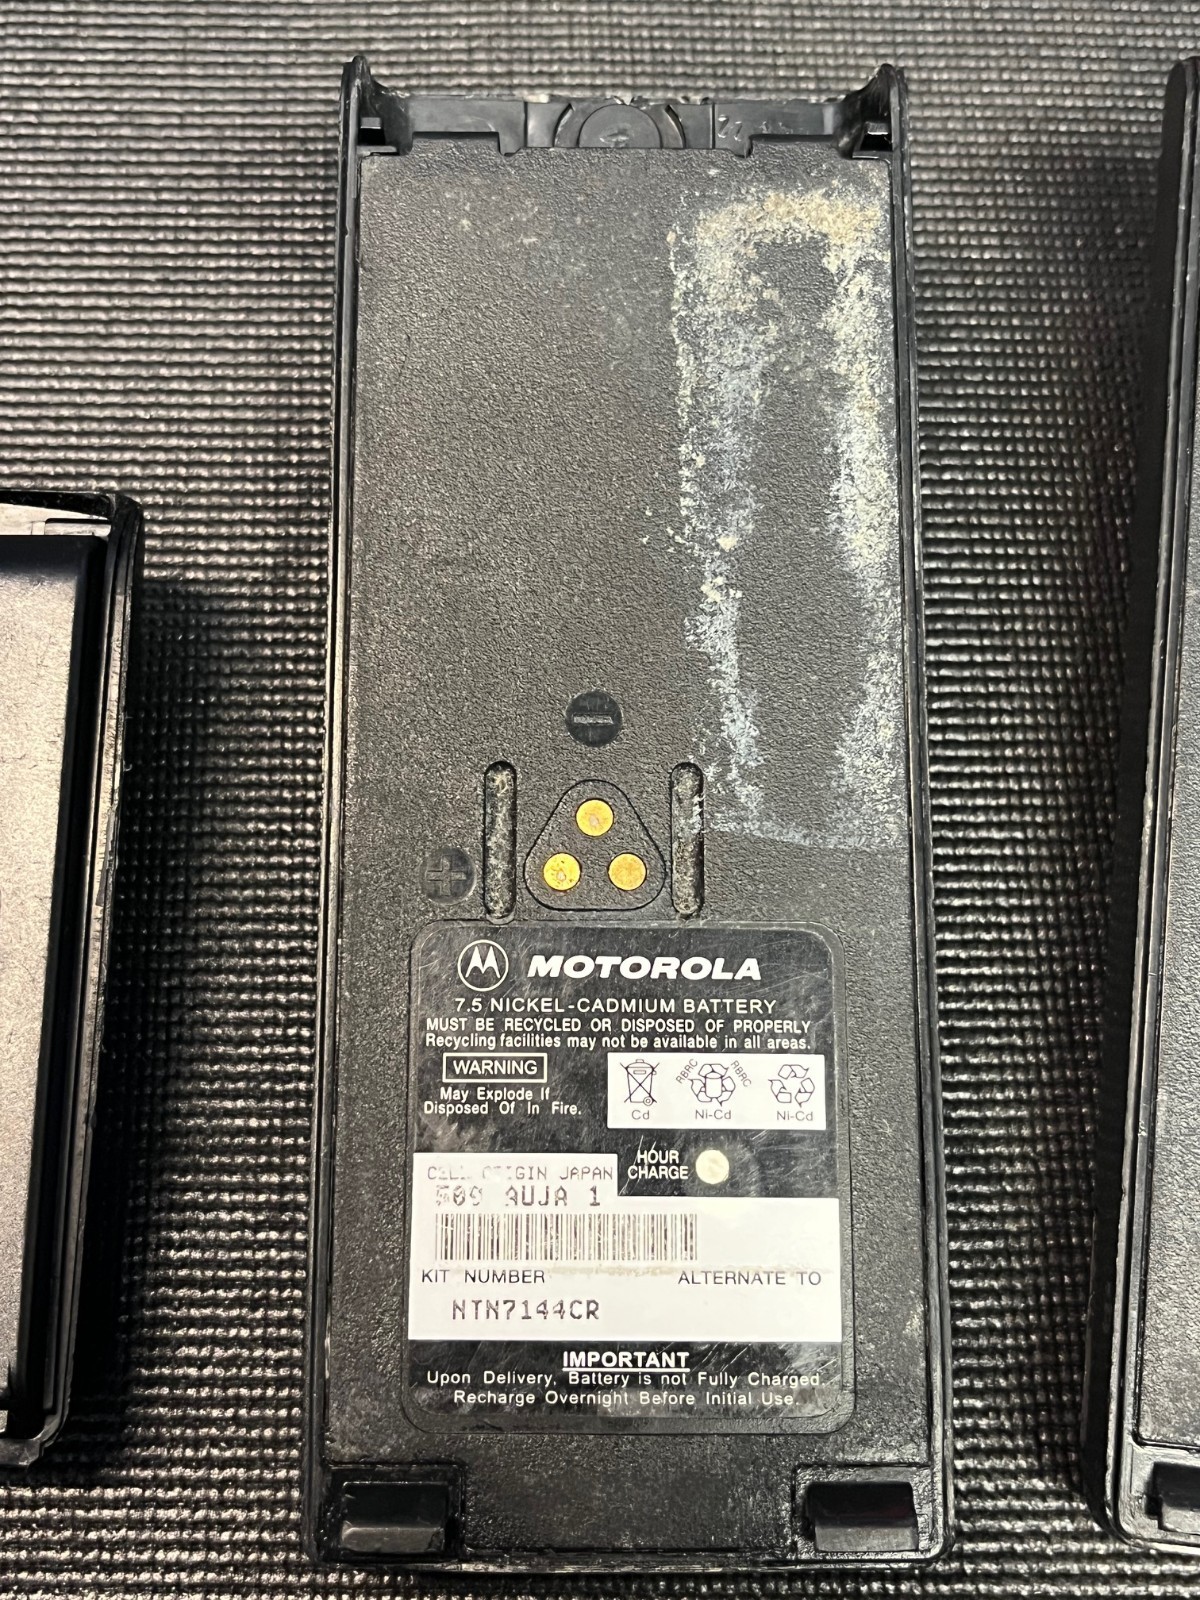 MOTOROLA
7.5 NICKEL-CADMIUM BATTERY
MUST BE RECYCLED OR DISPOSED OF PROPERLY
Recycling facilities may not be available in all areas.
WARNING
May Explode If
Disposed Of In Fire.
RBRC RBRC
Cd Ni-Cd Ni-Cd
HOUR
CHARGE
CELL ORIGIN JAPAN
AUJA 1
KIT NUMBER ALTERNATE TO
NTN7144CR
IMPORTANT
Upon Delivery, Battery is not Fully Charged.
Recharge Overnight Before Initial Use.